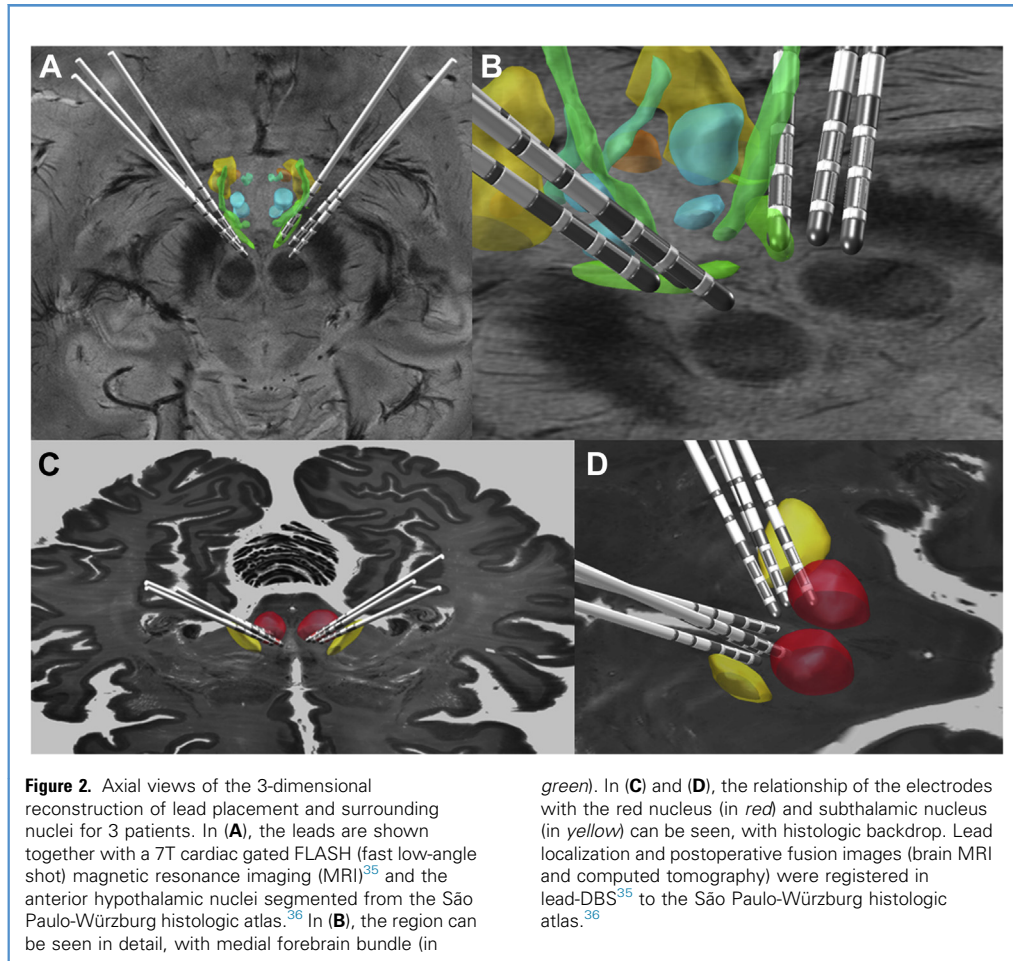 A
B
C
D
Figure 2. Axial views of the 3-dimensional
reconstruction of lead placement and surrounding
nuclei for 3 patients. In (A), the leads are shown
together with a 7T cardiac gated FLASH (fast low-angle
shot) magnetic resonance imaging (MRI)35 and the
anterior hypothalamic nuclei segmented from the São
Paulo-Würzburg histologic atlas.36 In (B), the region can
be seen in detail, with medial forebrain bundle (in
green). In (C) and (D), the relationship of the electrodes
with the red nucleus (in red) and subthalamic nucleus
(in yellow) can be seen, with histologic backdrop. Lead
localization and postoperative fusion images (brain MRI
and computed tomography) were registered in
lead-DBS35 to the São Paulo-Würzburg histologic
atlas.36